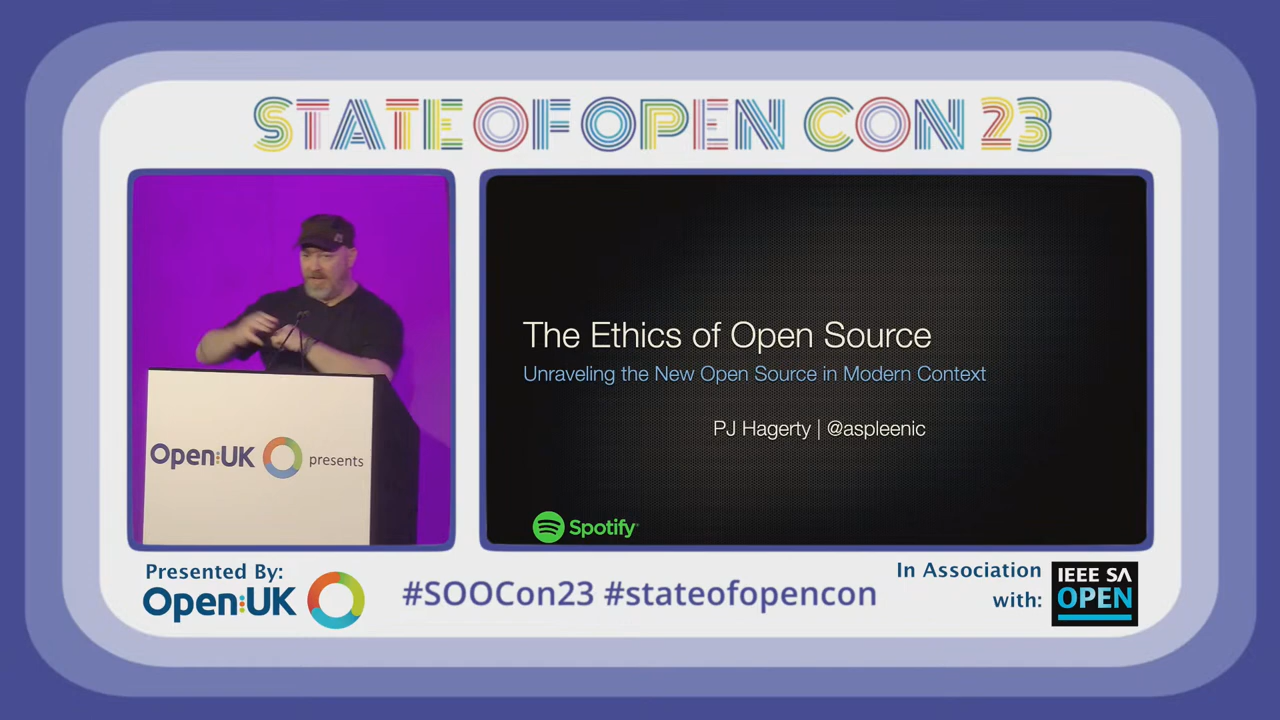 STATE OF OPEN CON 23
Open:UK presents
The Ethics of Open Source
Unraveling the New Open Source in Modern Context
PJ Hagerty | @aspleenic
Spotify
Presented By:
Open:UK
#SOOCon23 #stateofopencon
In Association
with:
IEEE SA
OPEN